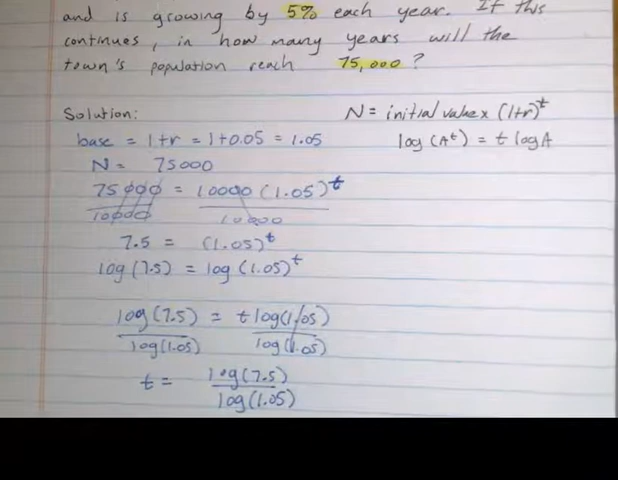 and is growing by 5% each year. If this
continues, in how many years will the
town's population reach 75,000?
Solution: N = initial value x (1+r)^t
base = 1+r = 1+0.05 = 1.05 log (A^t) = t log A
N = 75000
75000 = 10000 (1.05)^t
10000 10000
7.5 = (1.05)^t
log (7.5) = log (1.05)^t
log (7.5) = t log(1.05)
log(1.05) log(1.05)
t = log(7.5)
log(1.05)